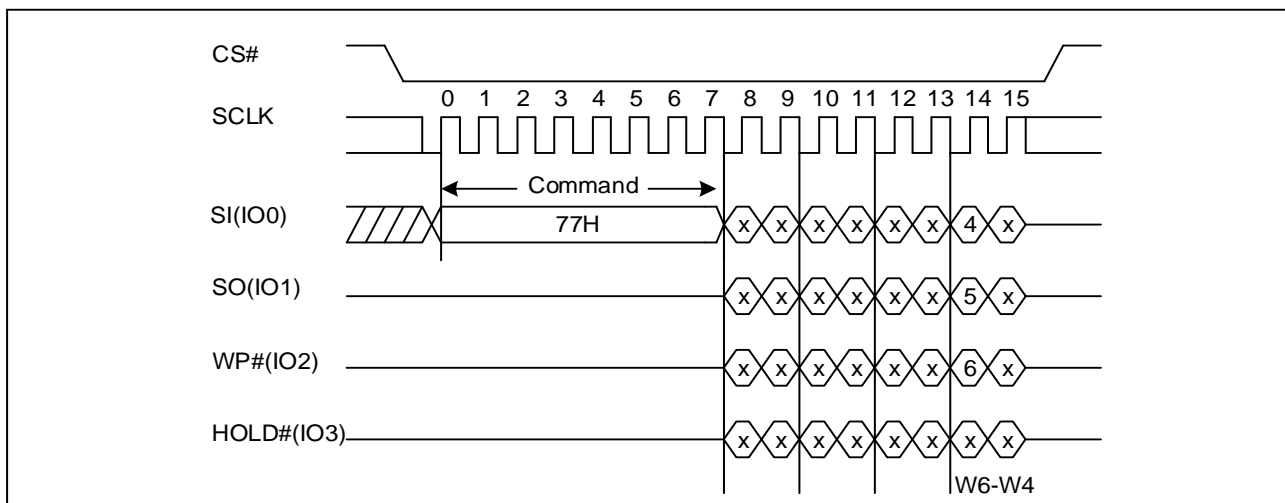 CS#
0 1 2 3 4 5 6 7 8 9 10 11 12 13 14 15
SCLK
Command
SI(IO0) 77H x x x x x x 4 x
SO(IO1) x x x x x x 5 x
WP#(IO2) x x x x x x 6 x
HOLD#(IO3) x x x x x x x x
W6-W4